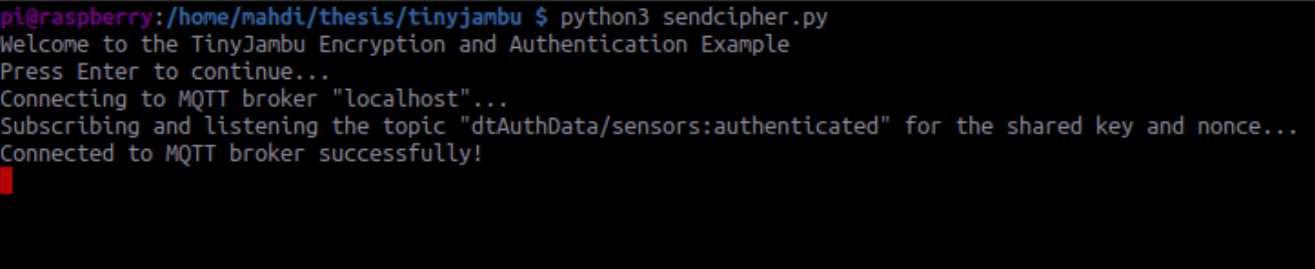 pi@raspberry:/home/mahdi/thesis/tinyjambu $ python3 sendcipher.py
Welcome to the TinyJambu Encryption and Authentication Example
Press Enter to continue...
Connecting to MQTT broker "localhost"...
Subscribing and listening the topic "dtAuthData/sensors:authenticated" for the shared key and nonce...
Connected to MQTT broker successfully!